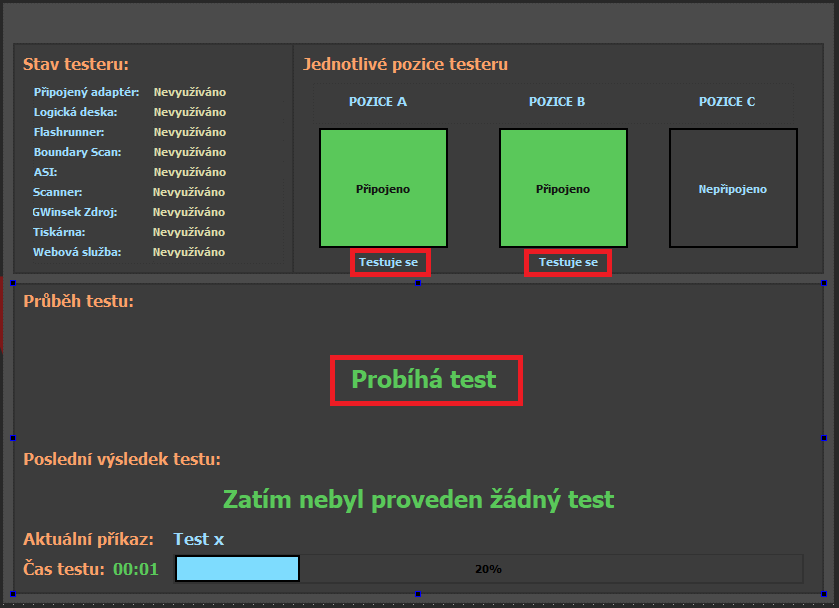 Stav testeru:
Připojený adaptér: Nevyužíváno
Logická deska: Nevyužíváno
Flashrunner: Nevyužíváno
Boundary Scan: Nevyužíváno
ASI: Nevyužíváno
Scanner: Nevyužíváno
GWinsek Zdroj: Nevyužíváno
Tiskárna: Nevyužíváno
Webová služba: Nevyužíváno
Jednotlivé pozice testeru
POZICE A POZICE B POZICE C
Připojeno Připojeno Nepřipojeno
Testuje se Testuje se
Průběh testu:
Probíhá test
Poslední výsledek testu:
Zatím nebyl proveden žádný test
Aktuální příkaz: Test x
Čas testu: 00:01 20%